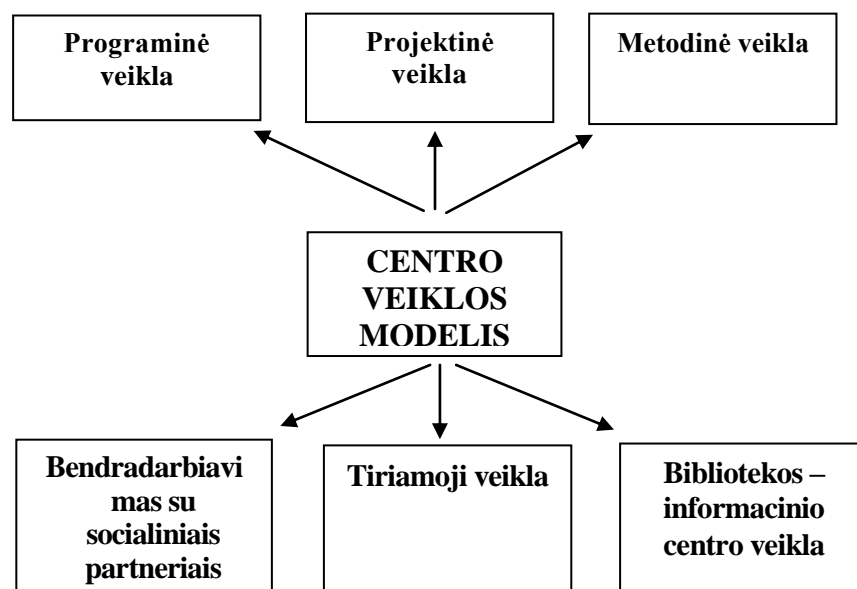 Programinė
veikla
Projektinė
veikla
Metodinė veikla
CENTRO
VEIKLOS
MODELIS
Bendradarbiavi
mas su
socialiniais
partneriais
Tiriamoji veikla
Bibliotekos –
informacinio
centro veikla